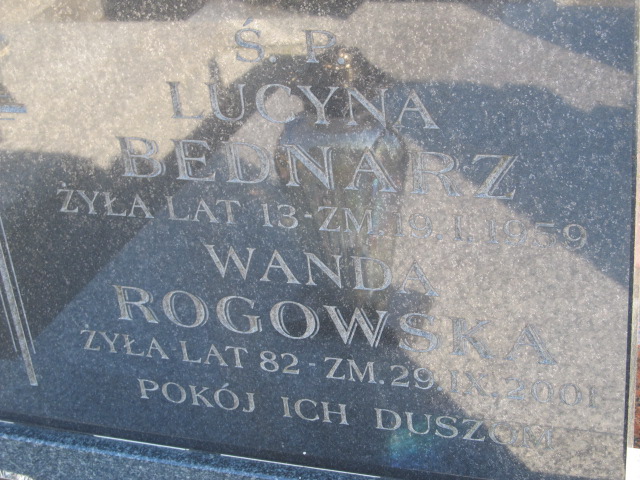 Ś. P.
LUCYNA
BEDNARZ
ŻYŁA LAT 13 - ZM. 19. I. 1959
WANDA
ROGOWSKA
ŻYŁA LAT 82 - ZM. 29. IX. 2001
POKÓJ ICH DUSZOM